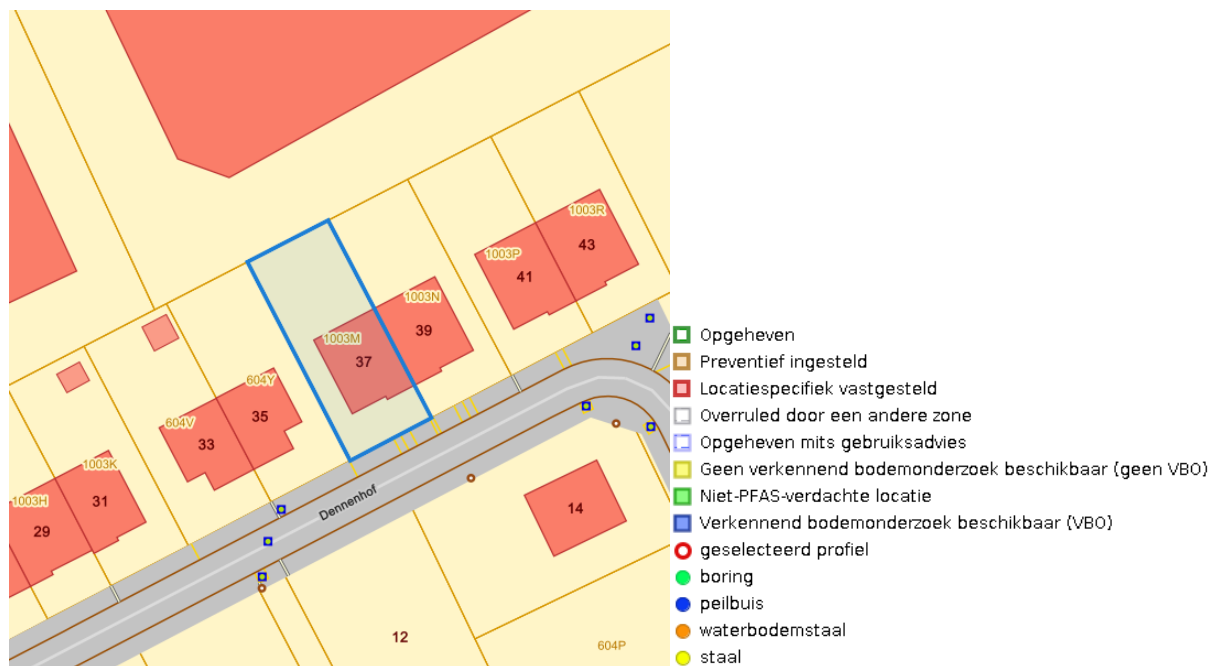 1003R
43
1003P
41
1003N
39
1003M
37
604Y
35
604V
33
1003K
31
1003H
29
Dennenhof
14
12
604P
Opgeheven
Preventief ingesteld
Locatiespecifiek vastgesteld
Overruled door een andere zone
Opgeheven mits gebruiksadvies
Geen verkennend bodemonderzoek beschikbaar (geen VBO)
Niet-PFAS-verdachte locatie
Verkennend bodemonderzoek beschikbaar (VBO)
geselecteerd profiel
boring
peilbuis
waterbodemstaal
staal